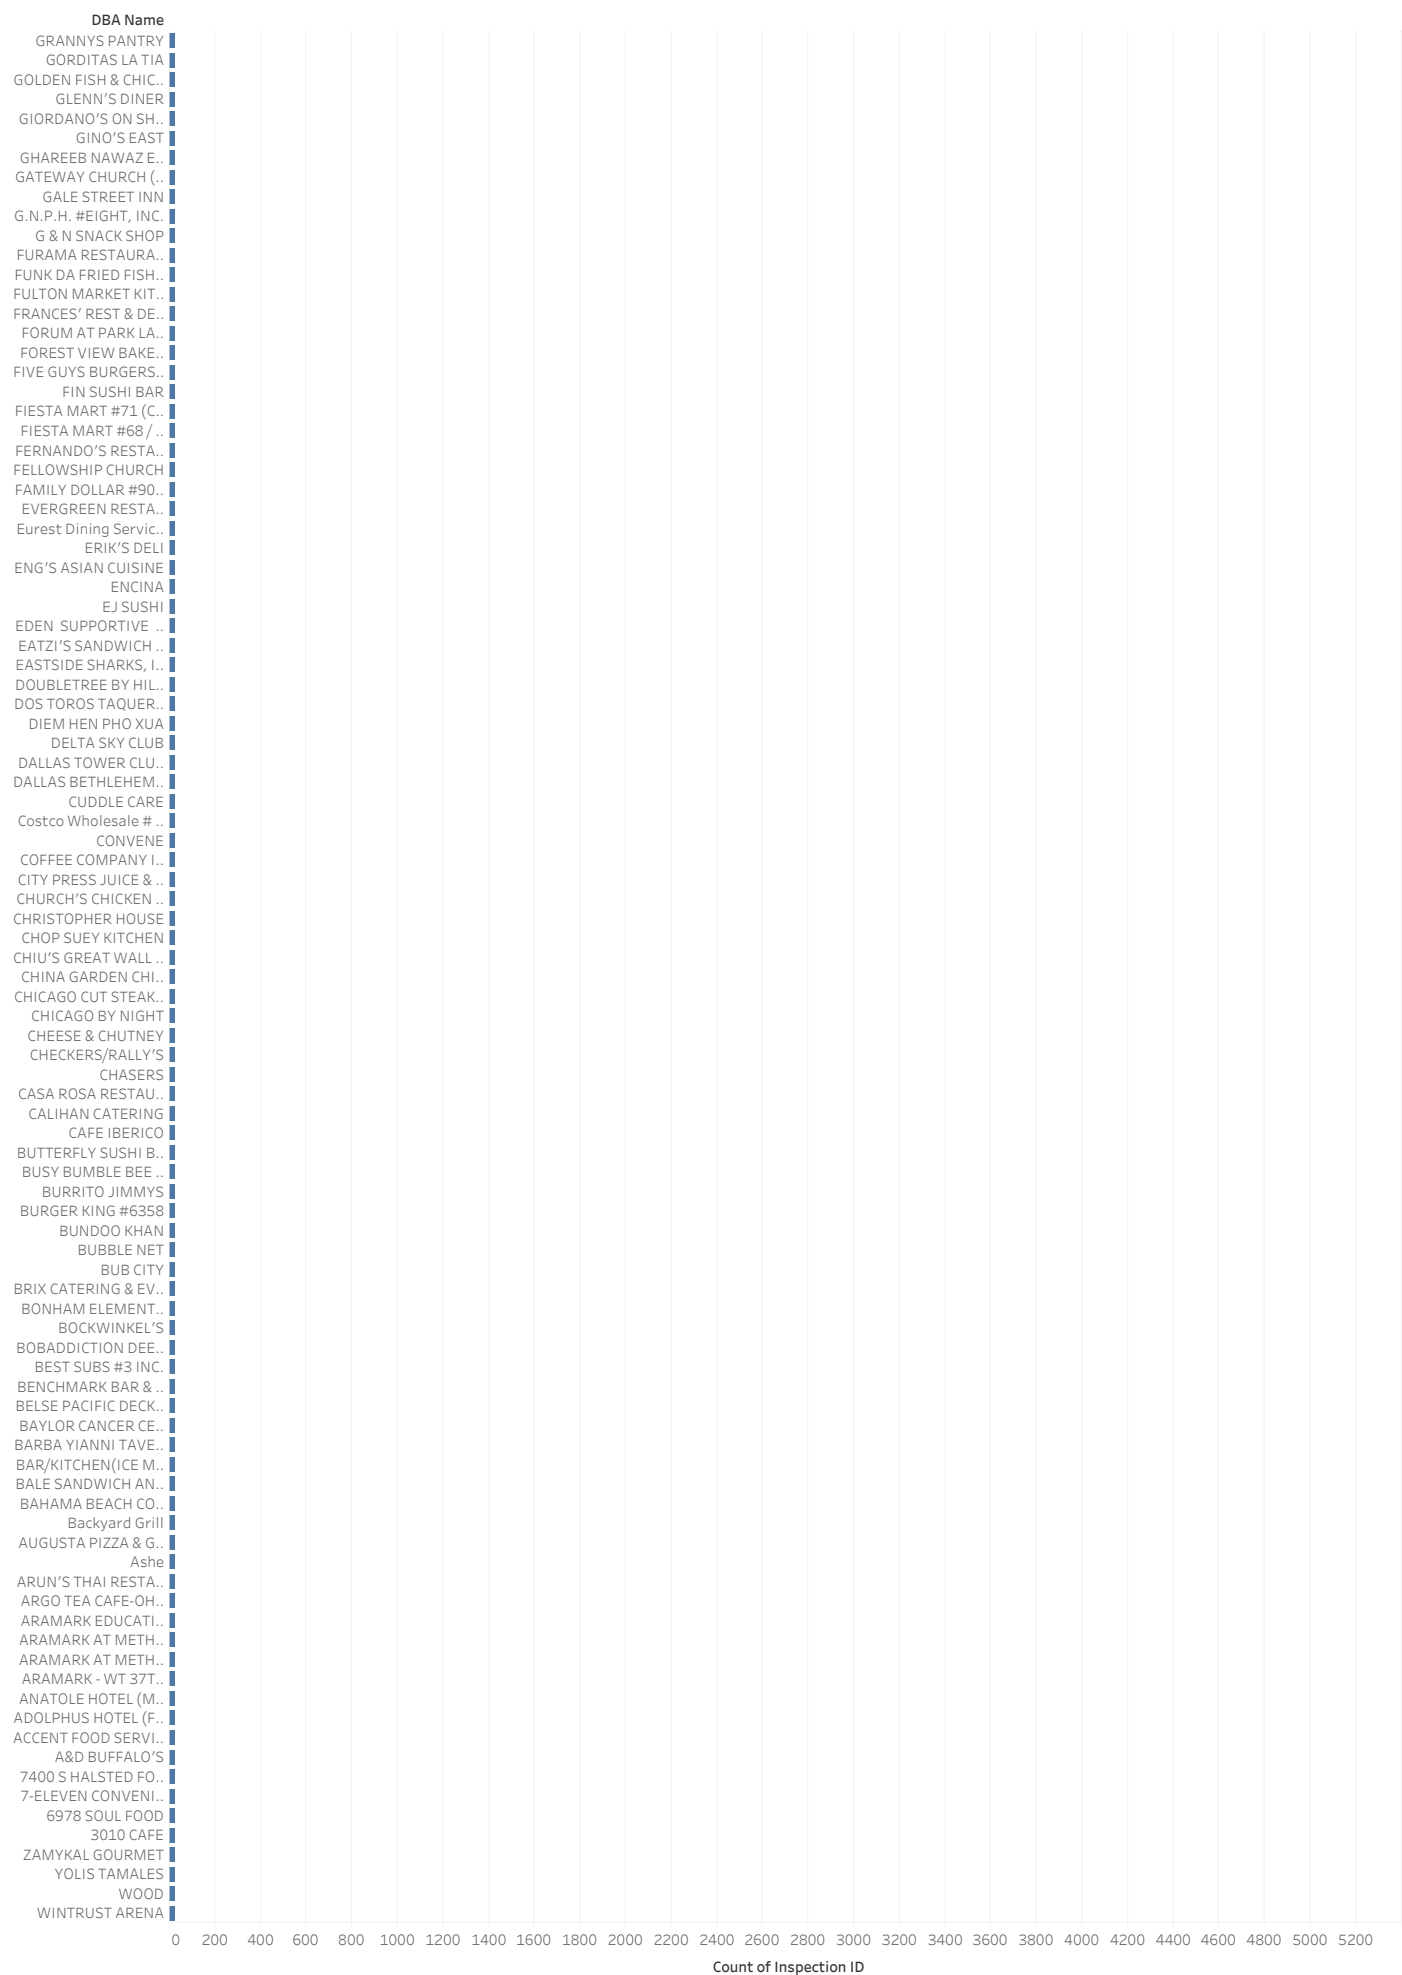 DBA Name
GRANNYS PANTRY
GORDITAS LA TIA
GOLDEN FISH & CHIC..
GLENN'S DINER
GIORDANO'S ON SH..
GINO'S EAST
GHAREEB NAWAZ E..
GATEWAY CHURCH (..
GALE STREET INN
G.N.P.H. #EIGHT, INC.
G & N SNACK SHOP
FURAMA RESTAURA..
FUNK DA FRIED FISH..
FULTON MARKET KIT..
FRANCES' REST & DE..
FORUM AT PARK LA..
FOREST VIEW BAKE..
FIVE GUYS BURGERS..
FIN SUSHI BAR
FIESTA MART #71 (C..
FIESTA MART #68 / ..
FERNANDO'S RESTA..
FELLOWSHIP CHURCH
FAMILY DOLLAR #90..
EVERGREEN RESTA..
Eurest Dining Servic..
ERIK'S DELI
ENG'S ASIAN CUISINE
ENCINA
EJ SUSHI
EDEN  SUPPORTIVE  ..
EATZI'S SANDWICH ..
EASTSIDE SHARKS, I..
DOUBLETREE BY HIL..
DOS TOROS TAQUER..
DIEM HEN PHO XUA
DELTA SKY CLUB
DALLAS TOWER CLU..
DALLAS BETHLEHEM..
CUDDLE CARE
Costco Wholesale # ..
CONVENE
COFFEE COMPANY I..
CITY PRESS JUICE & ..
CHURCH'S CHICKEN ..
CHRISTOPHER HOUSE
CHOP SUEY KITCHEN
CHIU'S GREAT WALL ..
CHINA GARDEN CHI..
CHICAGO CUT STEAK..
CHICAGO BY NIGHT
CHEESE & CHUTNEY
CHECKERS/RALLY'S
CHASERS
CASA ROSA RESTAU..
CALIHAN CATERING
CAFE IBERICO
BUTTERFLY SUSHI B..
BUSY BUMBLE BEE ..
BURRITO JIMMYS
BURGER KING #6358
BUNDOO KHAN
BUBBLE NET
BUB CITY
BRIX CATERING & EV..
BONHAM ELEMENT..
BOCKWINKEL'S
BOBADDICTION DEE..
BEST SUBS #3 INC.
BENCHMARK BAR & ..
BELSE PACIFIC DECK..
BAYLOR CANCER CE..
BARBA YIANNI TAVE..
BAR/KITCHEN(ICE M..
BALE SANDWICH AN..
BAHAMA BEACH CO..
Backyard Grill
AUGUSTA PIZZA & G..
Ashe
ARUN'S THAI RESTA..
ARGO TEA CAFE-OH..
ARAMARK EDUCATI..
ARAMARK AT METH..
ARAMARK AT METH..
ARAMARK - WT 37T..
ANATOLE HOTEL (M..
ADOLPHUS HOTEL (F..
ACCENT FOOD SERVI..
A&D BUFFALO'S
7400 S HALSTED FO..
7-ELEVEN CONVENI..
6978 SOUL FOOD
3010 CAFE
ZAMYKAL GOURMET
YOLIS TAMALES
WOOD
WINTRUST ARENA
0 200 400 600 800 1000 1200 1400 1600 1800 2000 2200 2400 2600 2800 3000 3200 3400 3600 3800 4000 4200 4400 4600 4800 5000 5200
Count of Inspection ID